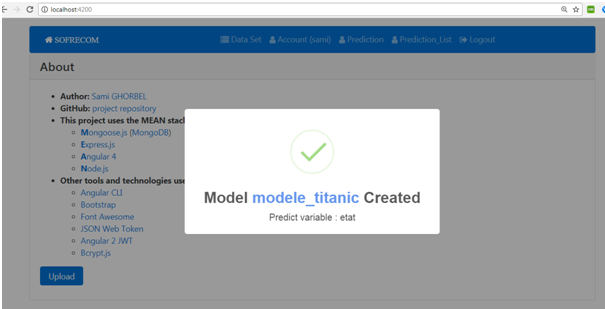 localhost:4200
SOFRECOM
Data Set
Account (sami)
Prediction
Prediction_List
Logout
About
Author: Sami GHORBEL
GitHub: project repository
This project uses the MEAN stack
Mongoose.js (MongoDB)
Express.js
Angular 4
Node.js
Other tools and technologies use
Angular CLI
Bootstrap
Font Awesome
JSON Web Token
Angular 2 JWT
Bcrypt.js
Upload
Model modele_titanic Created
Predict variable : etat